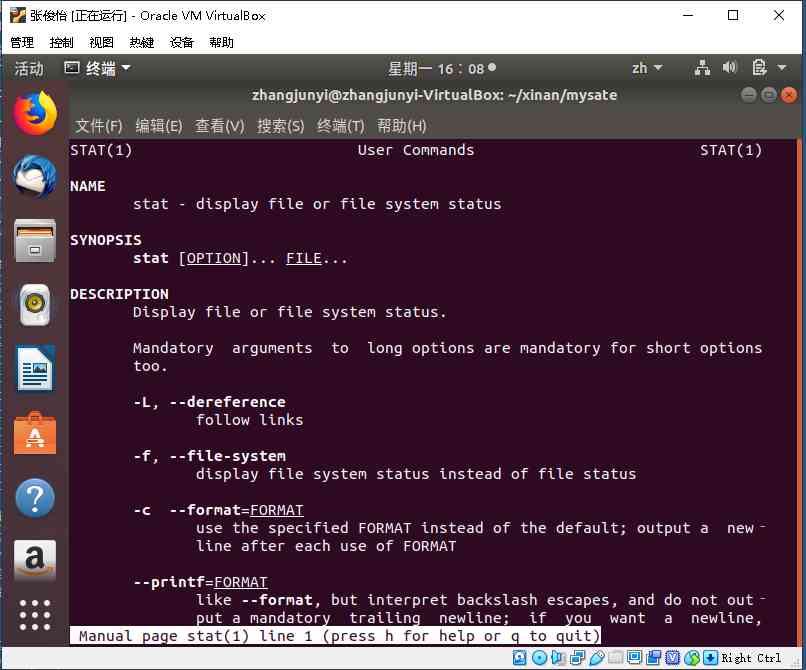 张俊怡 [正在运行] - Oracle VM VirtualBox
管理 控制 视图 热键 设备 帮助
活动 终端 星期一 16：08 zh
zhangjunyi@zhangjunyi-VirtualBox: ~/xinan/mysate
文件(F) 编辑(E) 查看(V) 搜索(S) 终端(T) 帮助(H)
STAT(1) User Commands STAT(1)
NAME
stat - display file or file system status
SYNOPSIS
stat [OPTION]... FILE...
DESCRIPTION
Display file or file system status.
Mandatory arguments to long options are mandatory for short options
too.
-L, --dereference
follow links
-f, --file-system
display file system status instead of file status
-c --format=FORMAT
use the specified FORMAT instead of the default; output a new‐
line after each use of FORMAT
--printf=FORMAT
like --format, but interpret backslash escapes, and do not out‐
put a mandatory trailing newline; if you want a newline,
Manual page stat(1) line 1 (press h for help or q to quit)
Right Ctrl